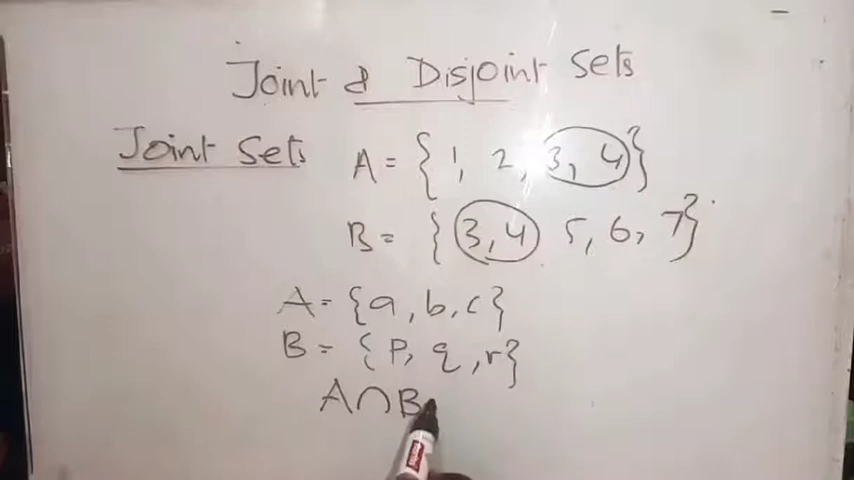 Joint & Disjoint Sets
Joint Sets A = {1, 2, 3, 4}
B = {3, 4 5, 6, 7}
A = {a, b, c}
B = {p, q, r}
A∩B